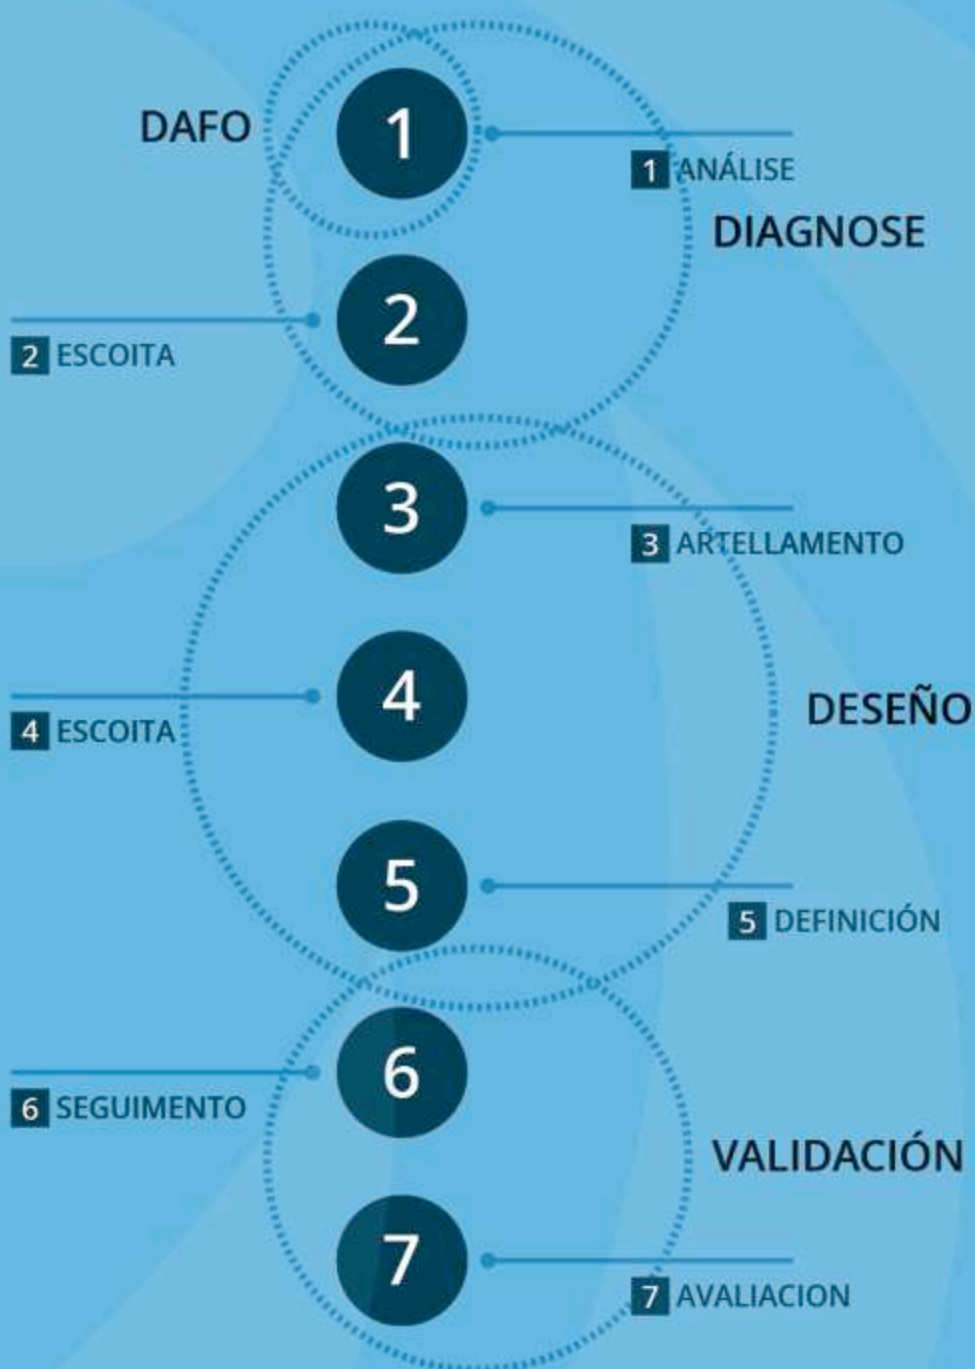 DAFO
1
1 ANÁLISE
DIAGNOSE
2
2 ESCOITA
3
3 ARTELLAMENTO
4
4 ESCOITA
DESEÑO
5
5 DEFINICIÓN
6
6 SEGUIMENTO
VALIDACIÓN
7
7 AVALIACION